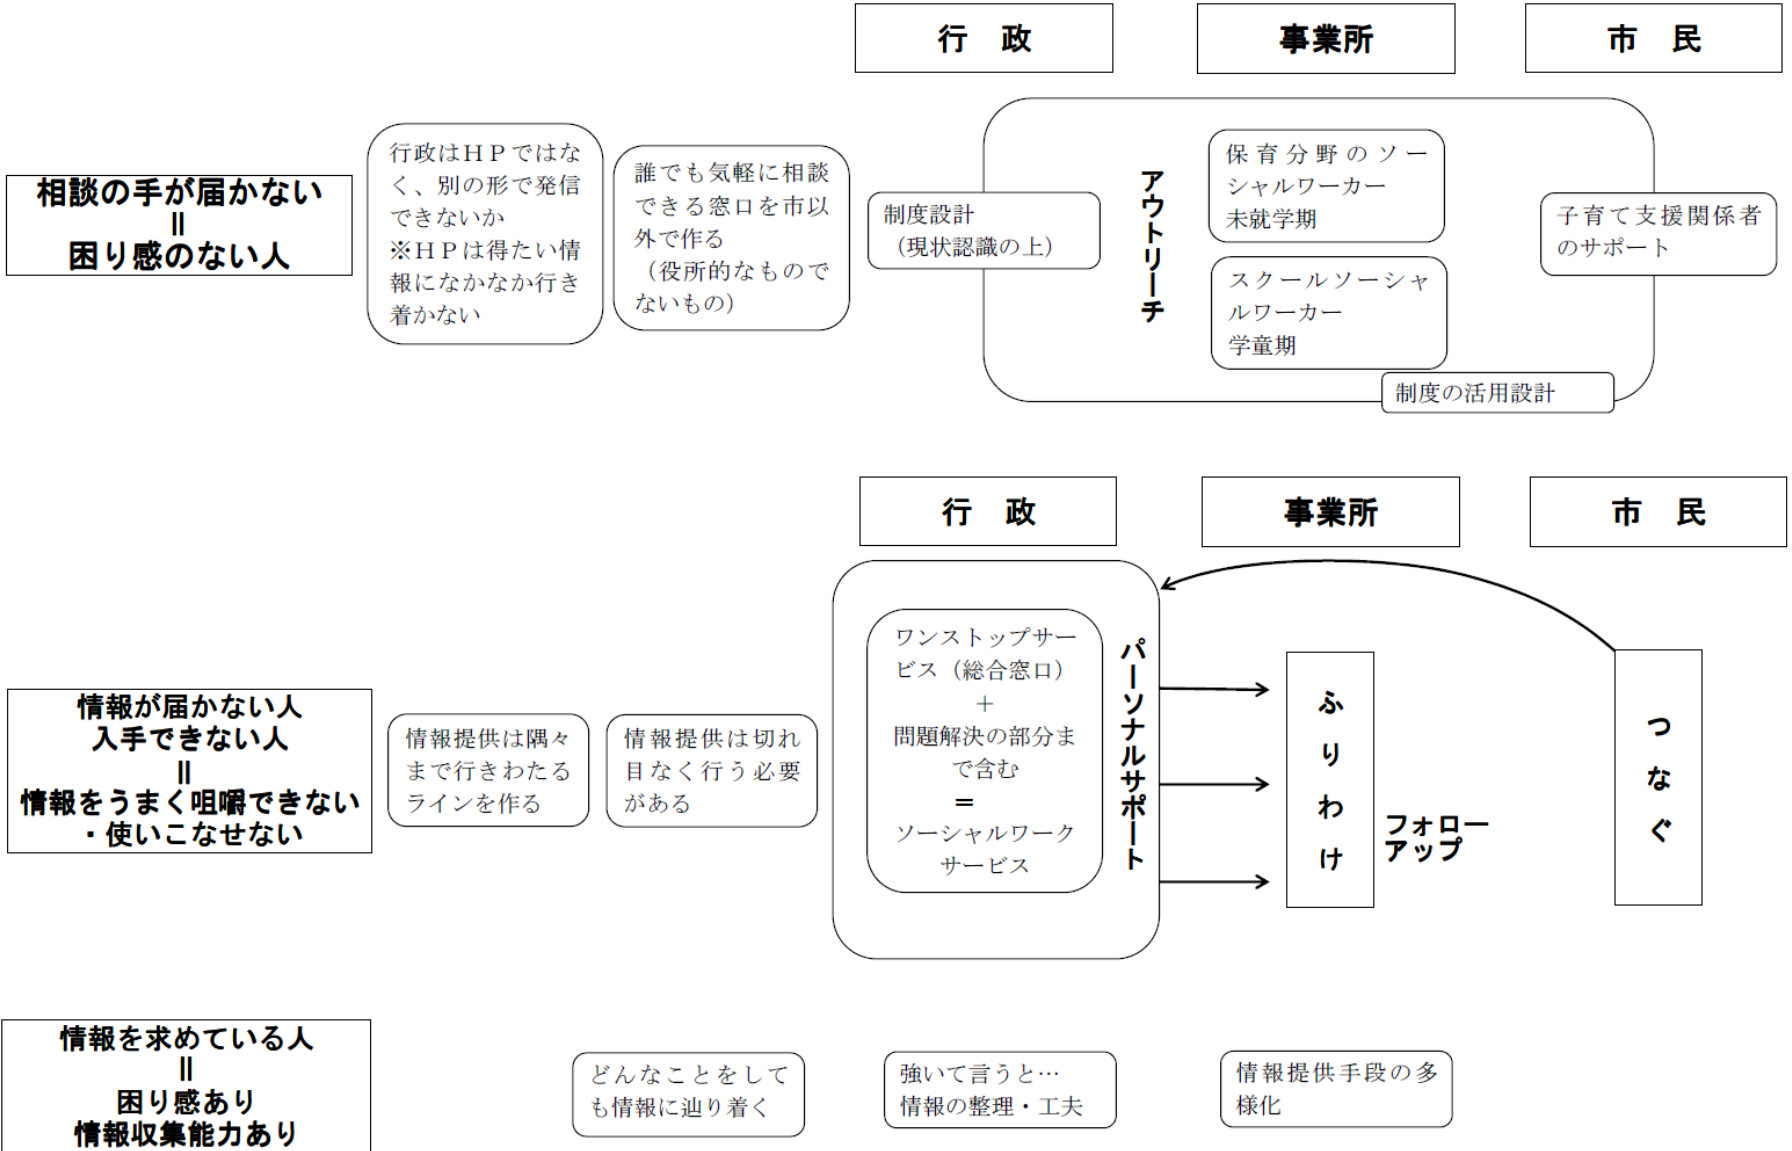 行　政
事業所
市　民
相談の手が届かない
＝
困り感のない人
行政はＨＰではな
く、別の形で発信
できないか
※ＨＰは得たい情
報になかなか行き
着かない
誰でも気軽に相談
できる窓口を市以
外で作る
（役所的なもので
ないもの）
制度設計
（現状認識の上）
アウトリーチ
保育分野のソー
シャルワーカー
未就学期
スクールソーシャ
ルワーカー
学童期
子育て支援関係者
のサポート
制度の活用設計
行　政
事業所
市　民
情報が届かない人
入手できない人
＝
情報をうまく咀嚼できない
・使いこなせない
情報提供は隅々
まで行きわたる
ラインを作る
情報提供は切れ
目なく行う必要
がある
ワンストップサー
ビス（総合窓口）
＋
問題解決の部分ま
で含む
＝
ソーシャルワーク
サービス
パーソナルサポート
ふりわけ
フォロー
アップ
つなぐ
情報を求めている人
＝
困り感あり
情報収集能力あり
どんなことをして
も情報に辿り着く
強いて言うと…
情報の整理・工夫
情報提供手段の多
様化